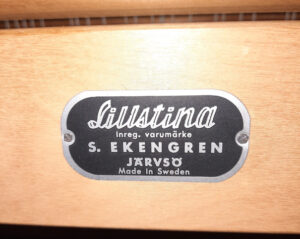 Lillstina
Inreg. varumärke
S. EKENGREN
JÄRVSÖ
Made In Sweden